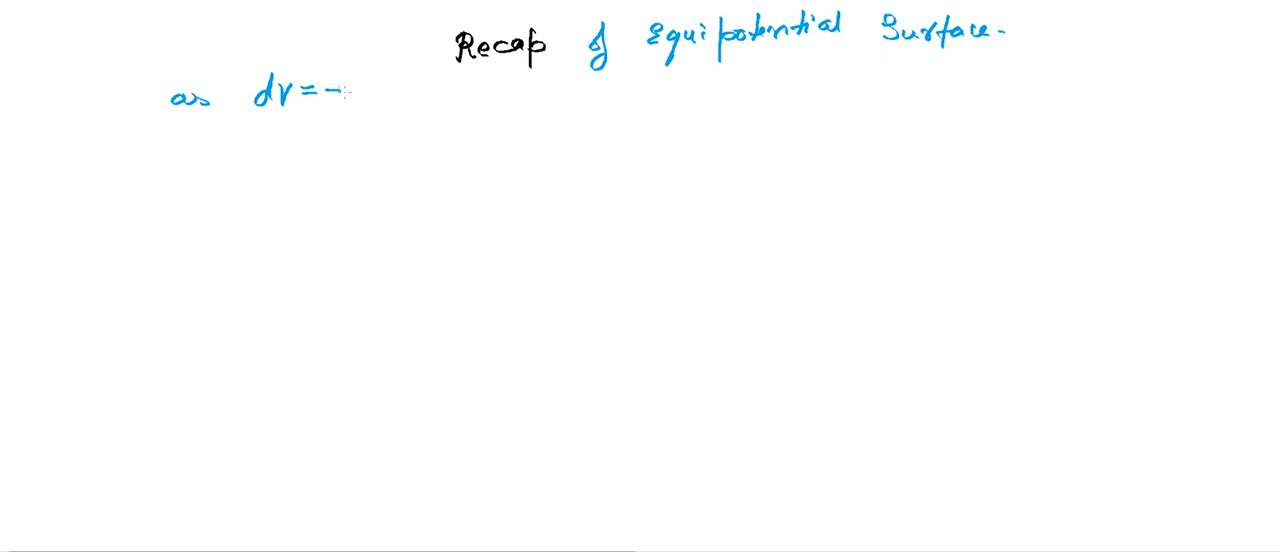 Recap of Equipotential Surface.
as dv = -